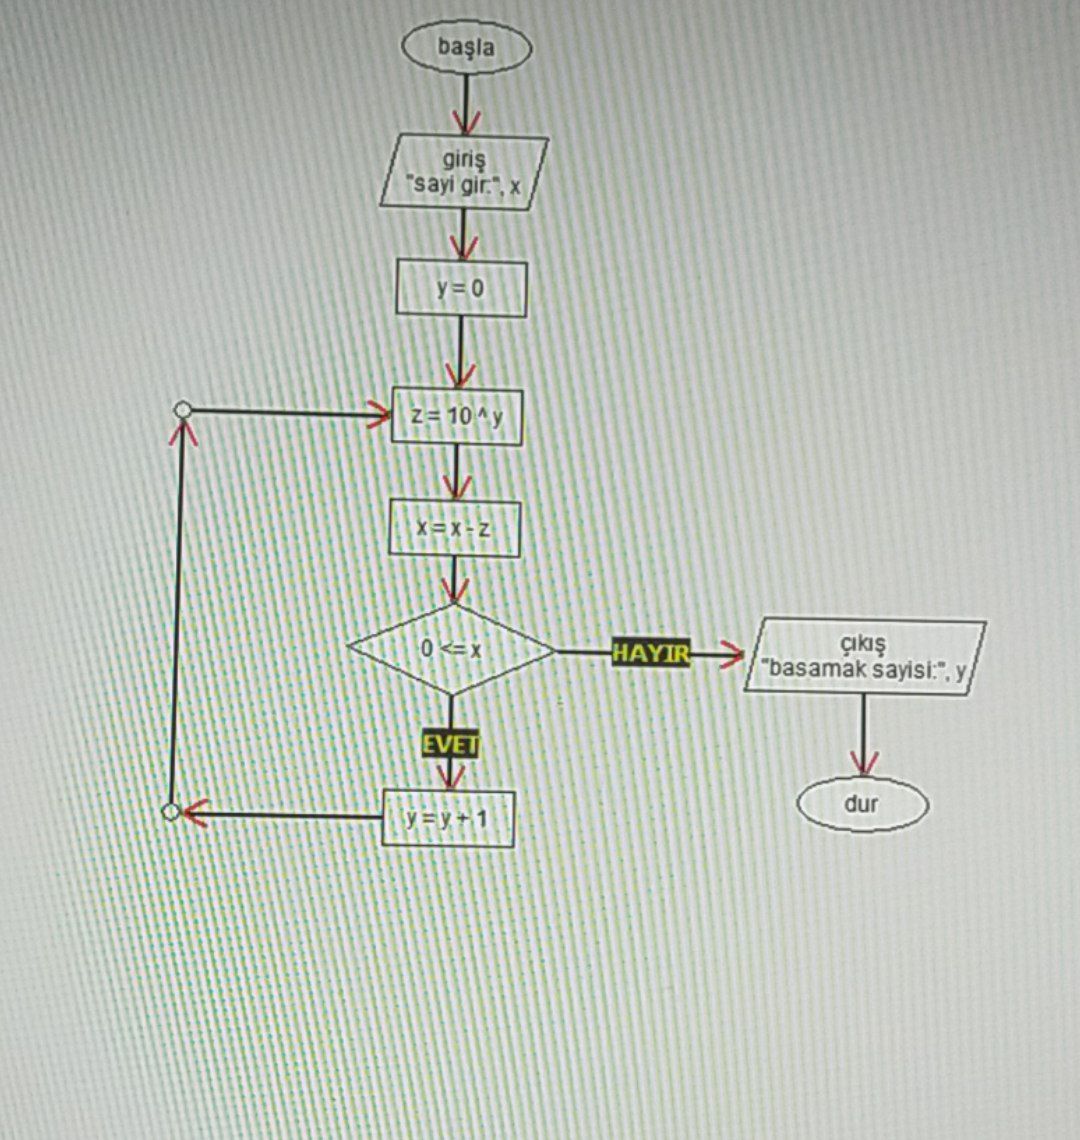 başla
giriş
"sayi gir:", x
y = 0
z = 10 ^ y
x = x - z
0 <= x
HAYIR
çıkış
"basamak sayisi:", y
EVET
y = y + 1
dur